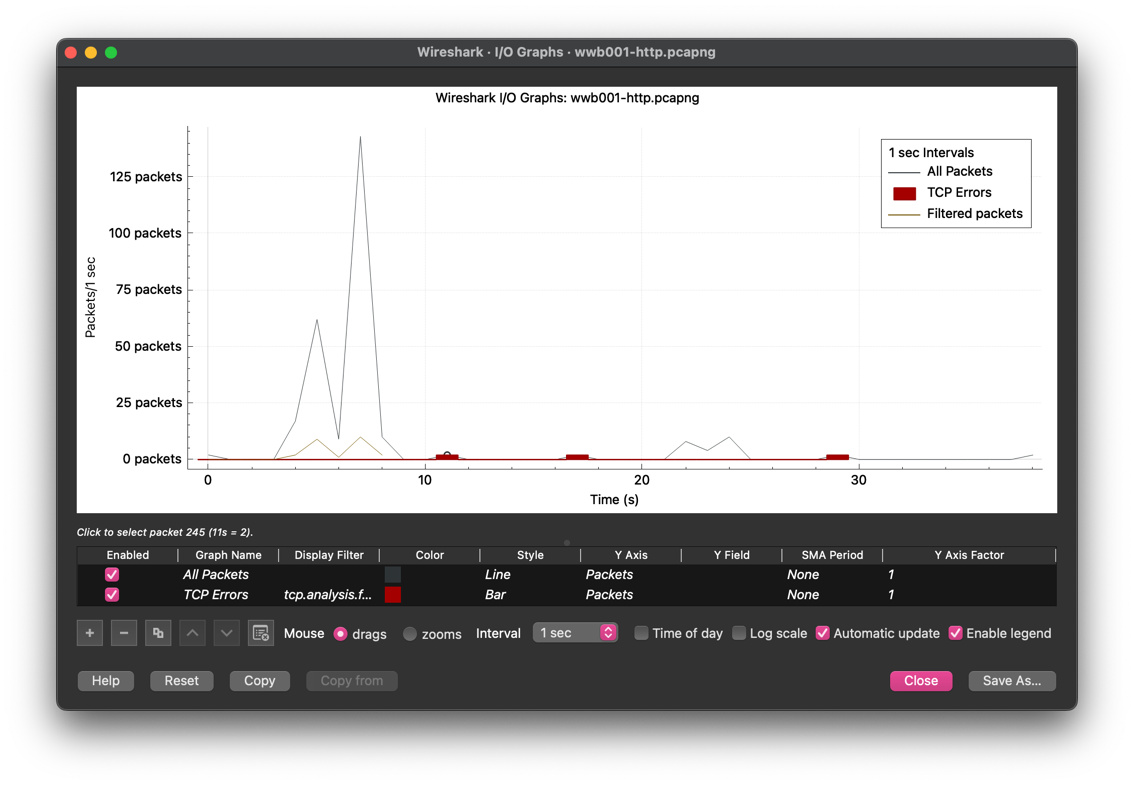 Wireshark · I/O Graphs · wwb001-http.pcapng
Wireshark I/O Graphs: wwb001-http.pcapng
1 sec Intervals
All Packets
TCP Errors
Filtered packets
Packets/1 sec
125 packets
100 packets
75 packets
50 packets
25 packets
0 packets
0 10 20 30
Time (s)
Click to select packet 245 (11s = 2).
Enabled Graph Name Display Filter Color Style Y Axis Y Field SMA Period Y Axis Factor
All Packets Line Packets None 1
TCP Errors tcp.analysis.f... Bar Packets None 1
Mouse drags zooms Interval 1 sec Time of day Log scale Automatic update Enable legend
Help Reset Copy Copy from Close Save As...